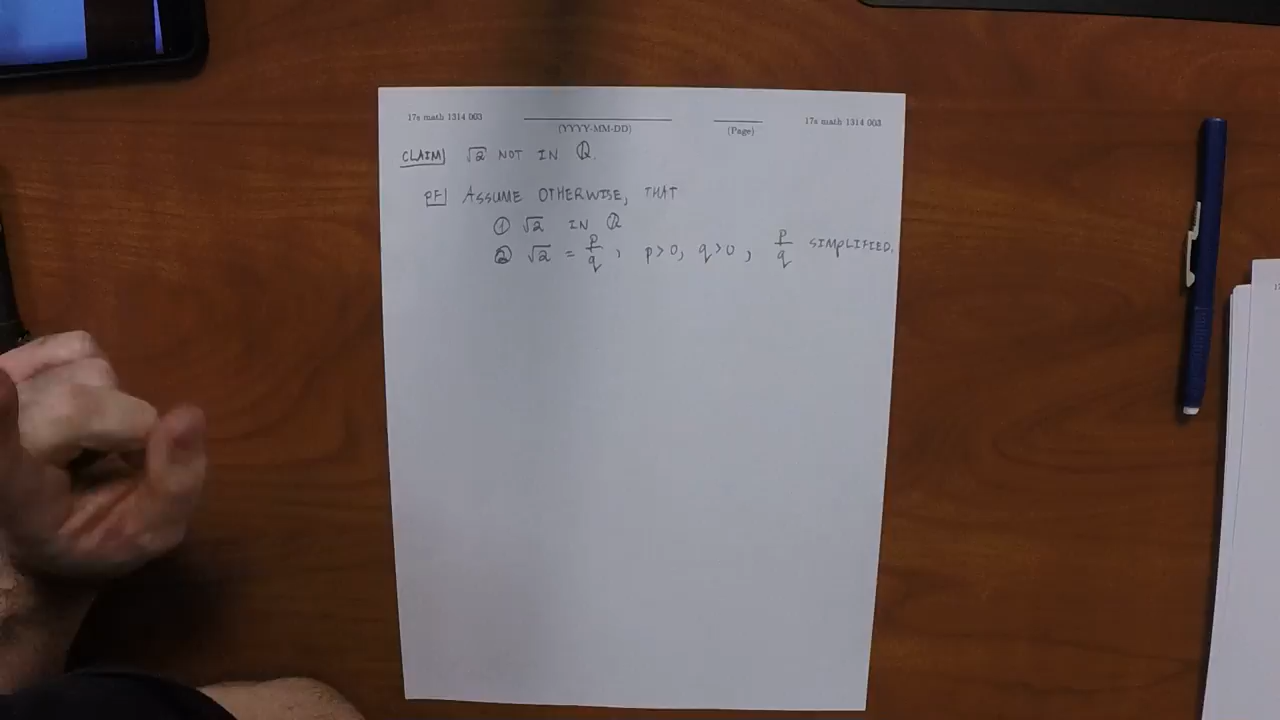 17s math 1314 003 (YYYY-MM-DD) (Page) 17s math 1314 003
CLAIM √2 NOT IN ℚ.
PF ASSUME OTHERWISE, THAT
① √2 IN ℚ
② √2 = p/q, p>0, q>0, p/q SIMPLIFIED.